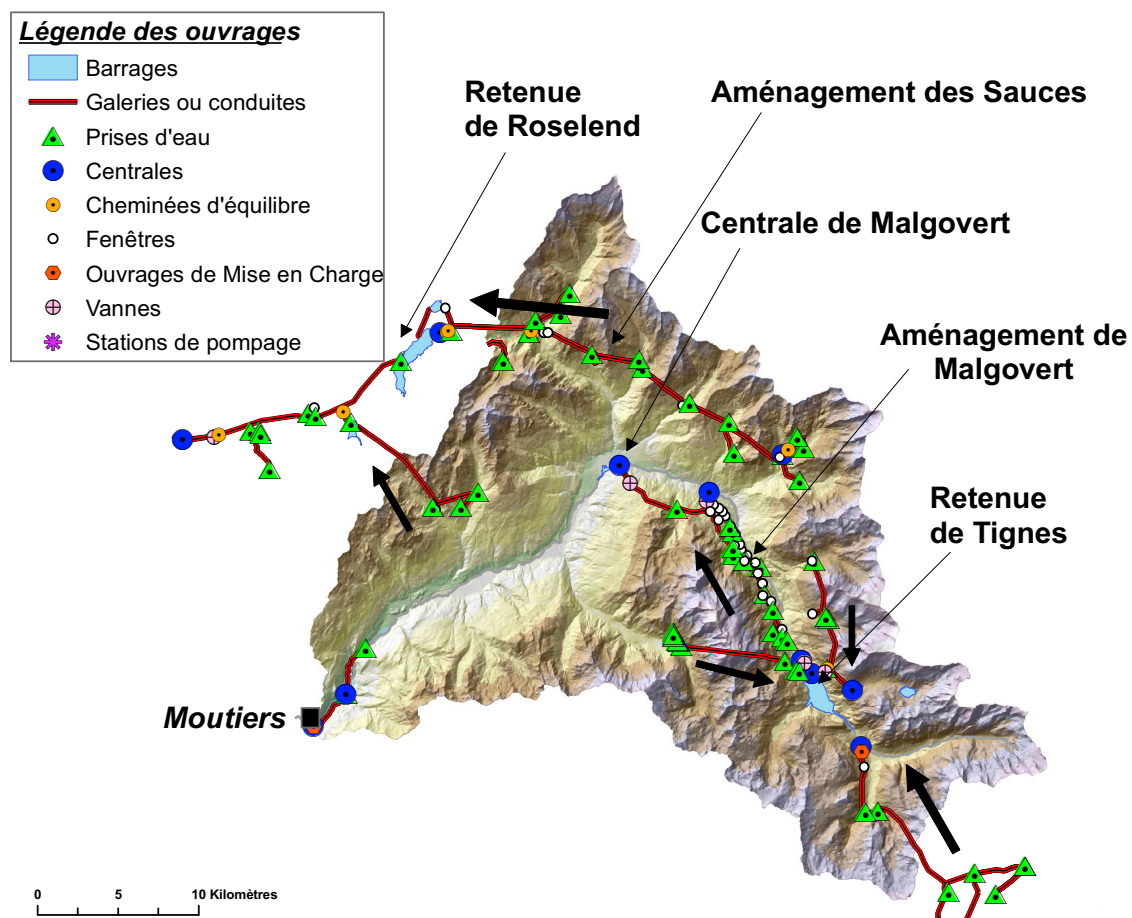 Légende des ouvrages
Barrages
Galeries ou conduites
Prises d'eau
Centrales
Cheminées d'équilibre
Fenêtres
Ouvrages de Mise en Charge
Vannes
Stations de pompage
Retenue
de Roselend
Aménagement des Sauces
Centrale de Malgovert
Aménagement de
Malgovert
Retenue
de Tignes
Moutiers
0 5 10 Kilomètres